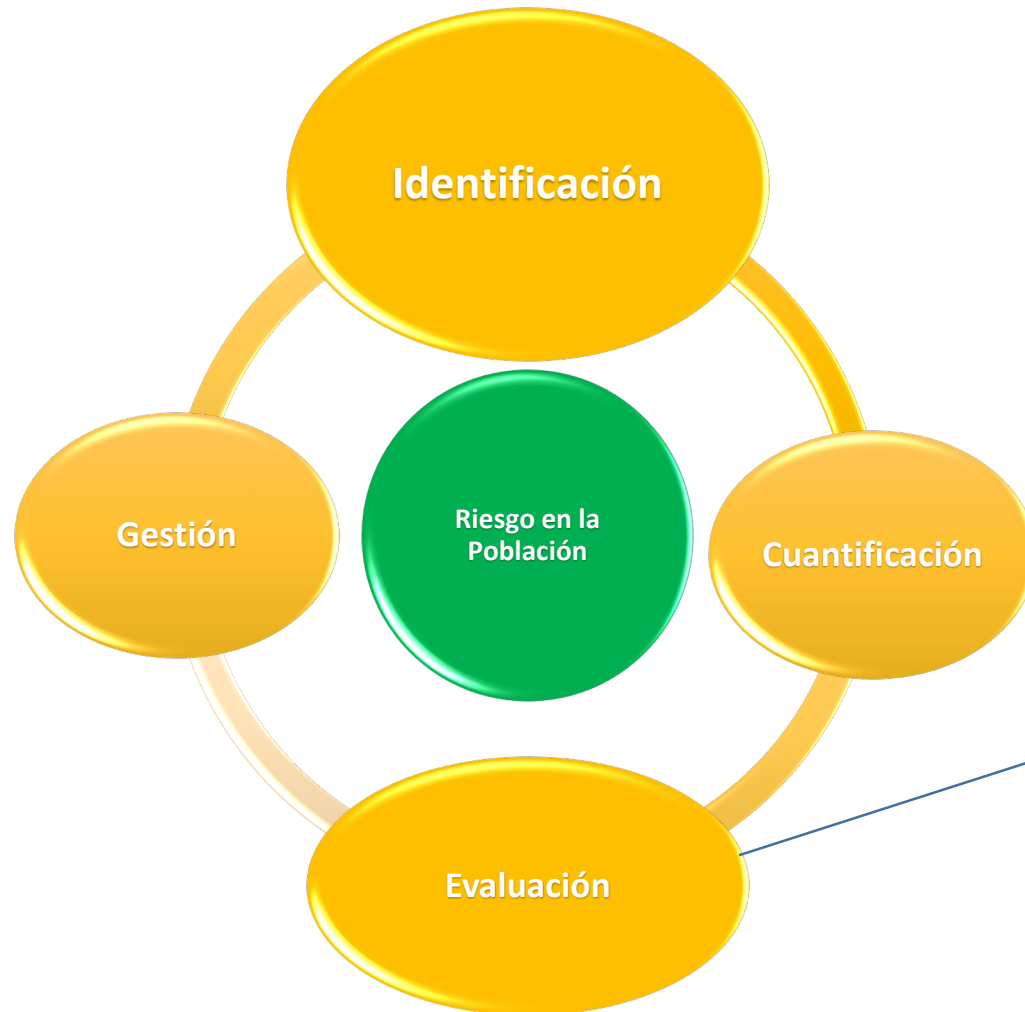 Identificación
Gestión
Riesgo en la
Población
Cuantificación
Evaluación